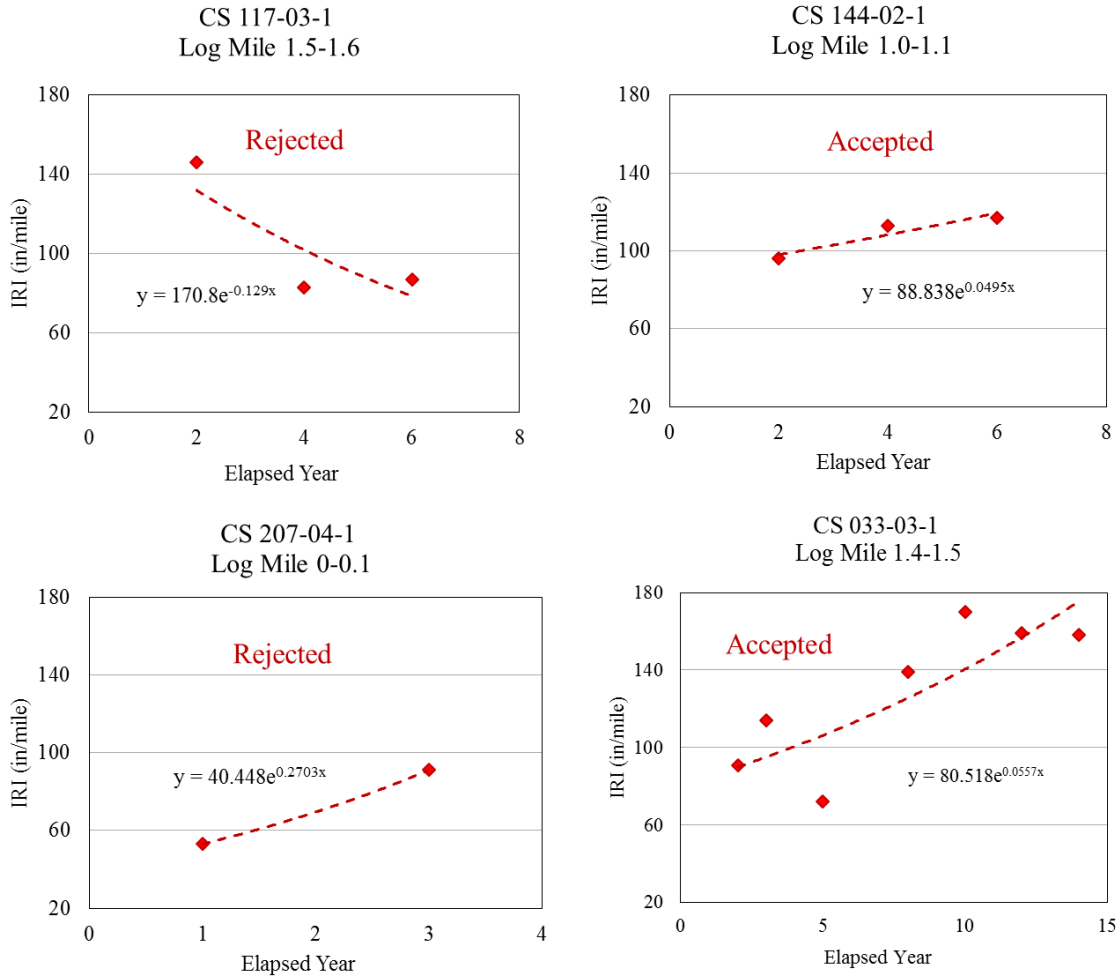 CS 117-03-1
Log Mile 1.5-1.6
180
140
100
60
20
IRI (in/mile)
Rejected
y = 170.8e^-0.129x
0 2 4 6 8
Elapsed Year
CS 144-02-1
Log Mile 1.0-1.1
180
140
100
60
20
IRI (in/mile)
Accepted
y = 88.838e^0.0495x
0 2 4 6 8
Elapsed Year
CS 207-04-1
Log Mile 0-0.1
180
140
100
60
20
IRI (in/mile)
Rejected
y = 40.448e^0.2703x
0 1 2 3 4
Elapsed Year
CS 033-03-1
Log Mile 1.4-1.5
180
140
100
60
20
IRI (in/mile)
Accepted
y = 80.518e^0.0557x
0 5 10 15
Elapsed Year